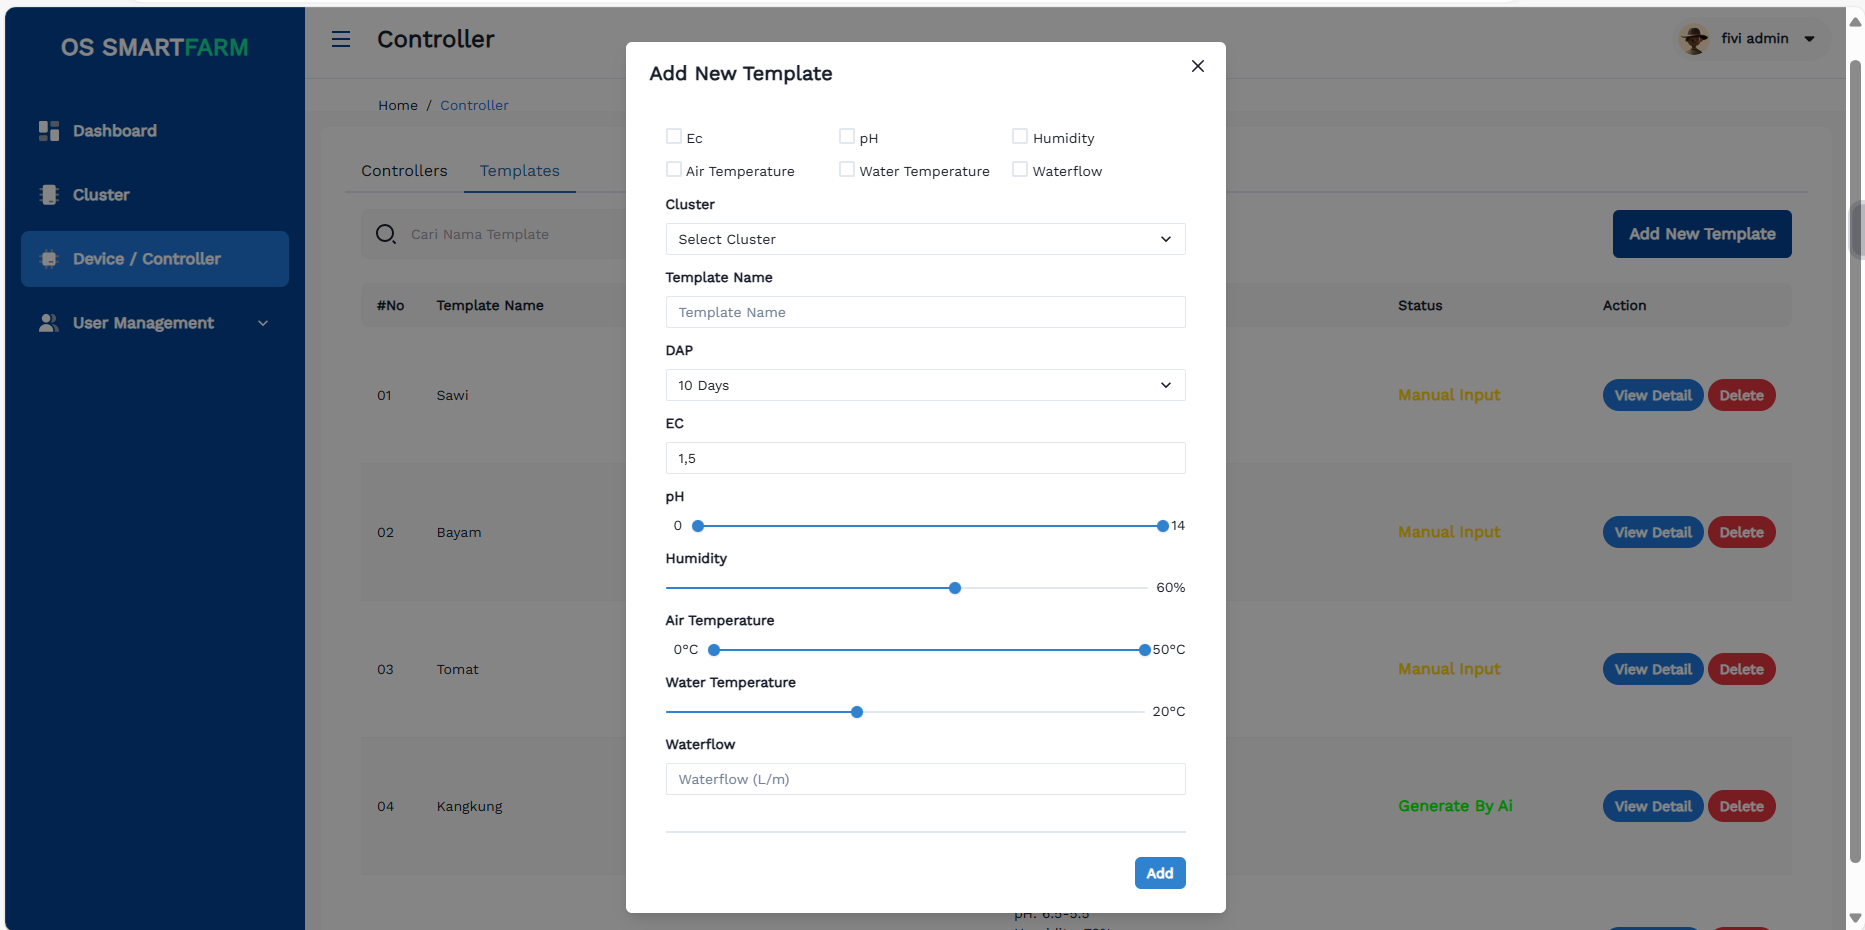 OS SMARTFARM
Dashboard
Cluster
Device / Controller
User Management
Controller
fivi admin
Home / Controller
Controllers
Templates
Cari Nama Template
Add New Template
#No
Template Name
Status
Action
01
Sawi
Manual Input
View Detail
Delete
02
Bayam
Manual Input
View Detail
Delete
03
Tomat
Manual Input
View Detail
Delete
04
Kangkung
Generate By Ai
View Detail
Delete
Add New Template
Ec
pH
Humidity
Air Temperature
Water Temperature
Waterflow
Cluster
Select Cluster
Template Name
Template Name
DAP
10 Days
EC
1,5
pH
0
14
Humidity
60%
Air Temperature
0°C
50°C
Water Temperature
20°C
Waterflow
Waterflow (L/m)
Add